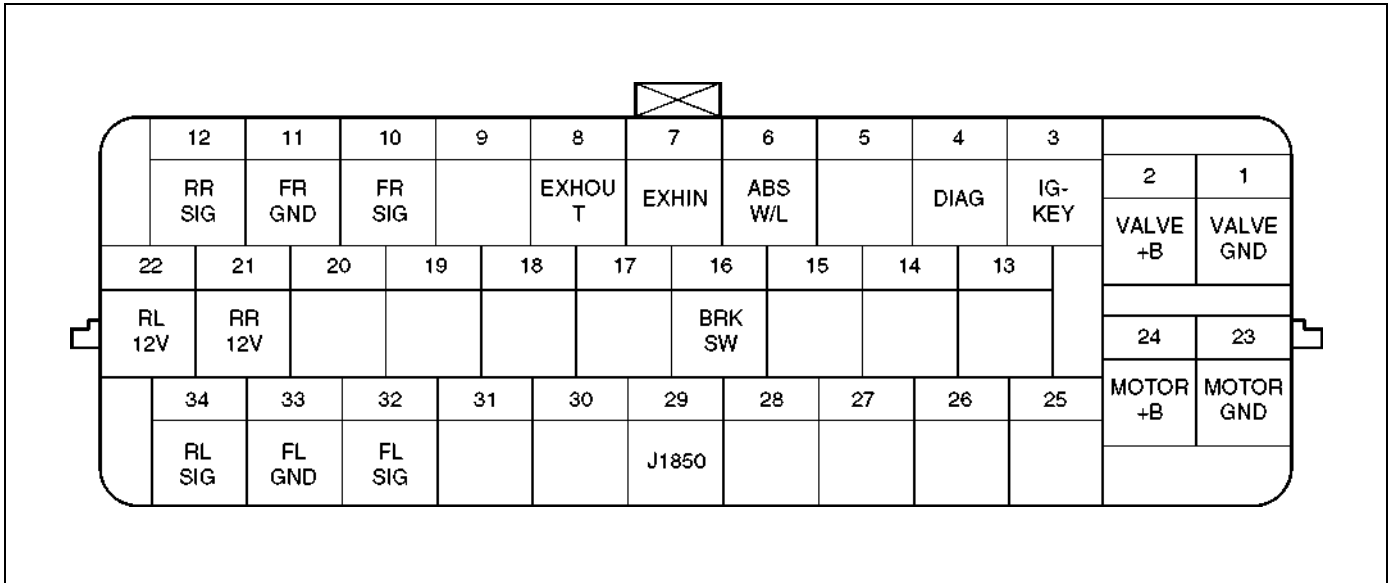 12 11 10 9 8 7 6 5 4 3
2 1
RR FR FR EXHOU EXHIN ABS DIAG IG-
SIG GND SIG T W/L KEY
VALVE VALVE
+B GND
22 21 20 19 18 17 16 15 14 13
RL RR BRK
12V 12V SW
24 23
MOTOR MOTOR
+B GND
34 33 32 31 30 29 28 27 26 25
RL FL FL J1850
SIG GND SIG